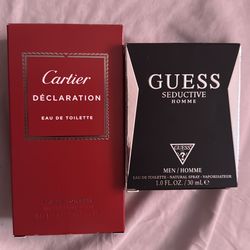 Cartier
DÉCLARATION
EAU DE TOILETTE
GUESS
SEDUCTIVE
HOMME
GUESS
?
MEN / HOMME
EAU DE TOILETTE - NATURAL SPRAY - VAPORISATEUR
1.0 FL. OZ. / 30 ML ℮